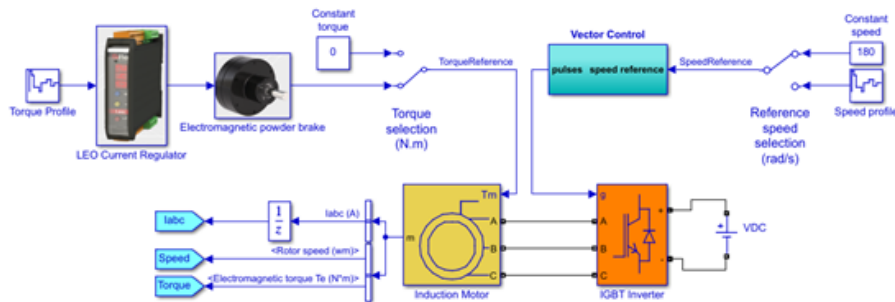 Constant
torque
0
Vector Control
Constant
speed
180
TorqueReference
pulses speed reference
SpeedReference
Torque Profile
LEO Current Regulator
Electromagnetic powder brake
Torque
selection
(N.m)
Reference
speed
selection
(rad/s)
Speed profile
Tm
g
Iabc
1
z
Iabc (A)
m
A
A
+
+
VDC
Speed
<Rotor speed (wm)>
B
B
Torque
<Electromagnetic torque Te (N*m)>
C
C
-
Induction Motor
IGBT Inverter